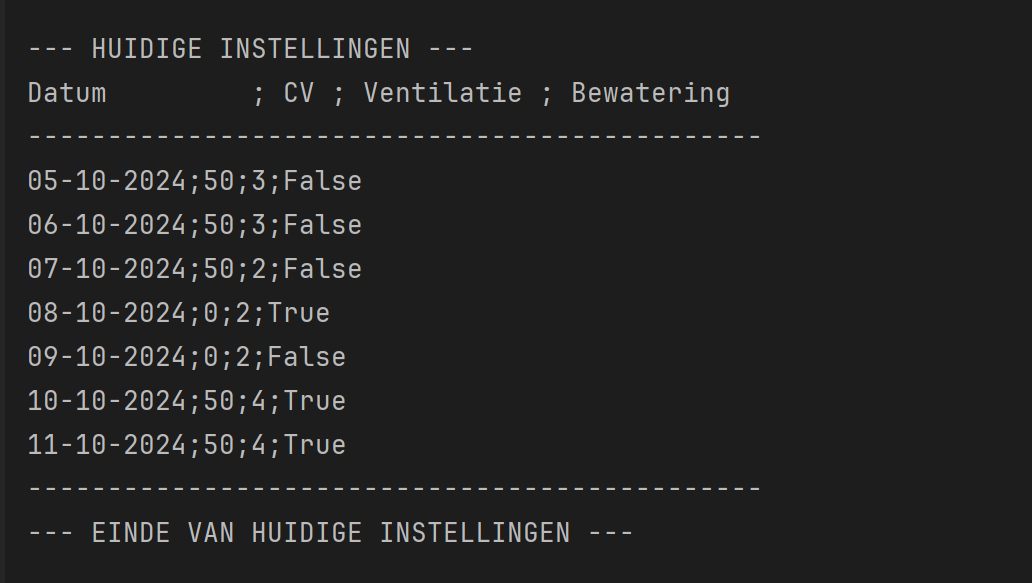 --- HUIDIGE INSTELLINGEN ---
Datum         ; CV ; Ventilatie ; Bewatering
----------------------------------------------
05-10-2024;50;3;False
06-10-2024;50;3;False
07-10-2024;50;2;False
08-10-2024;0;2;True
09-10-2024;0;2;False
10-10-2024;50;4;True
11-10-2024;50;4;True
----------------------------------------------
--- EINDE VAN HUIDIGE INSTELLINGEN ---